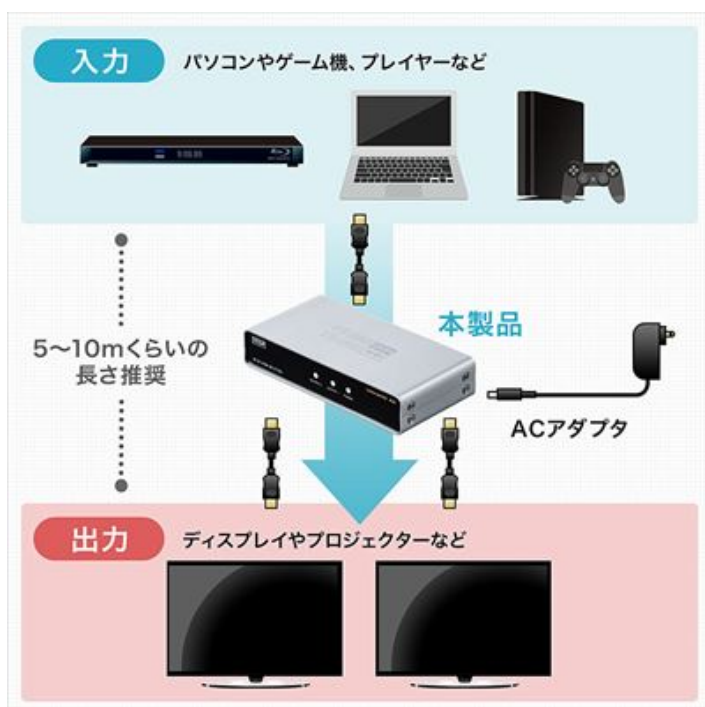 入力
パソコンやゲーム機、プレイヤーなど
本製品
5〜10mくらいの
長さ推奨
ACアダプタ
出力
ディスプレイやプロジェクターなど